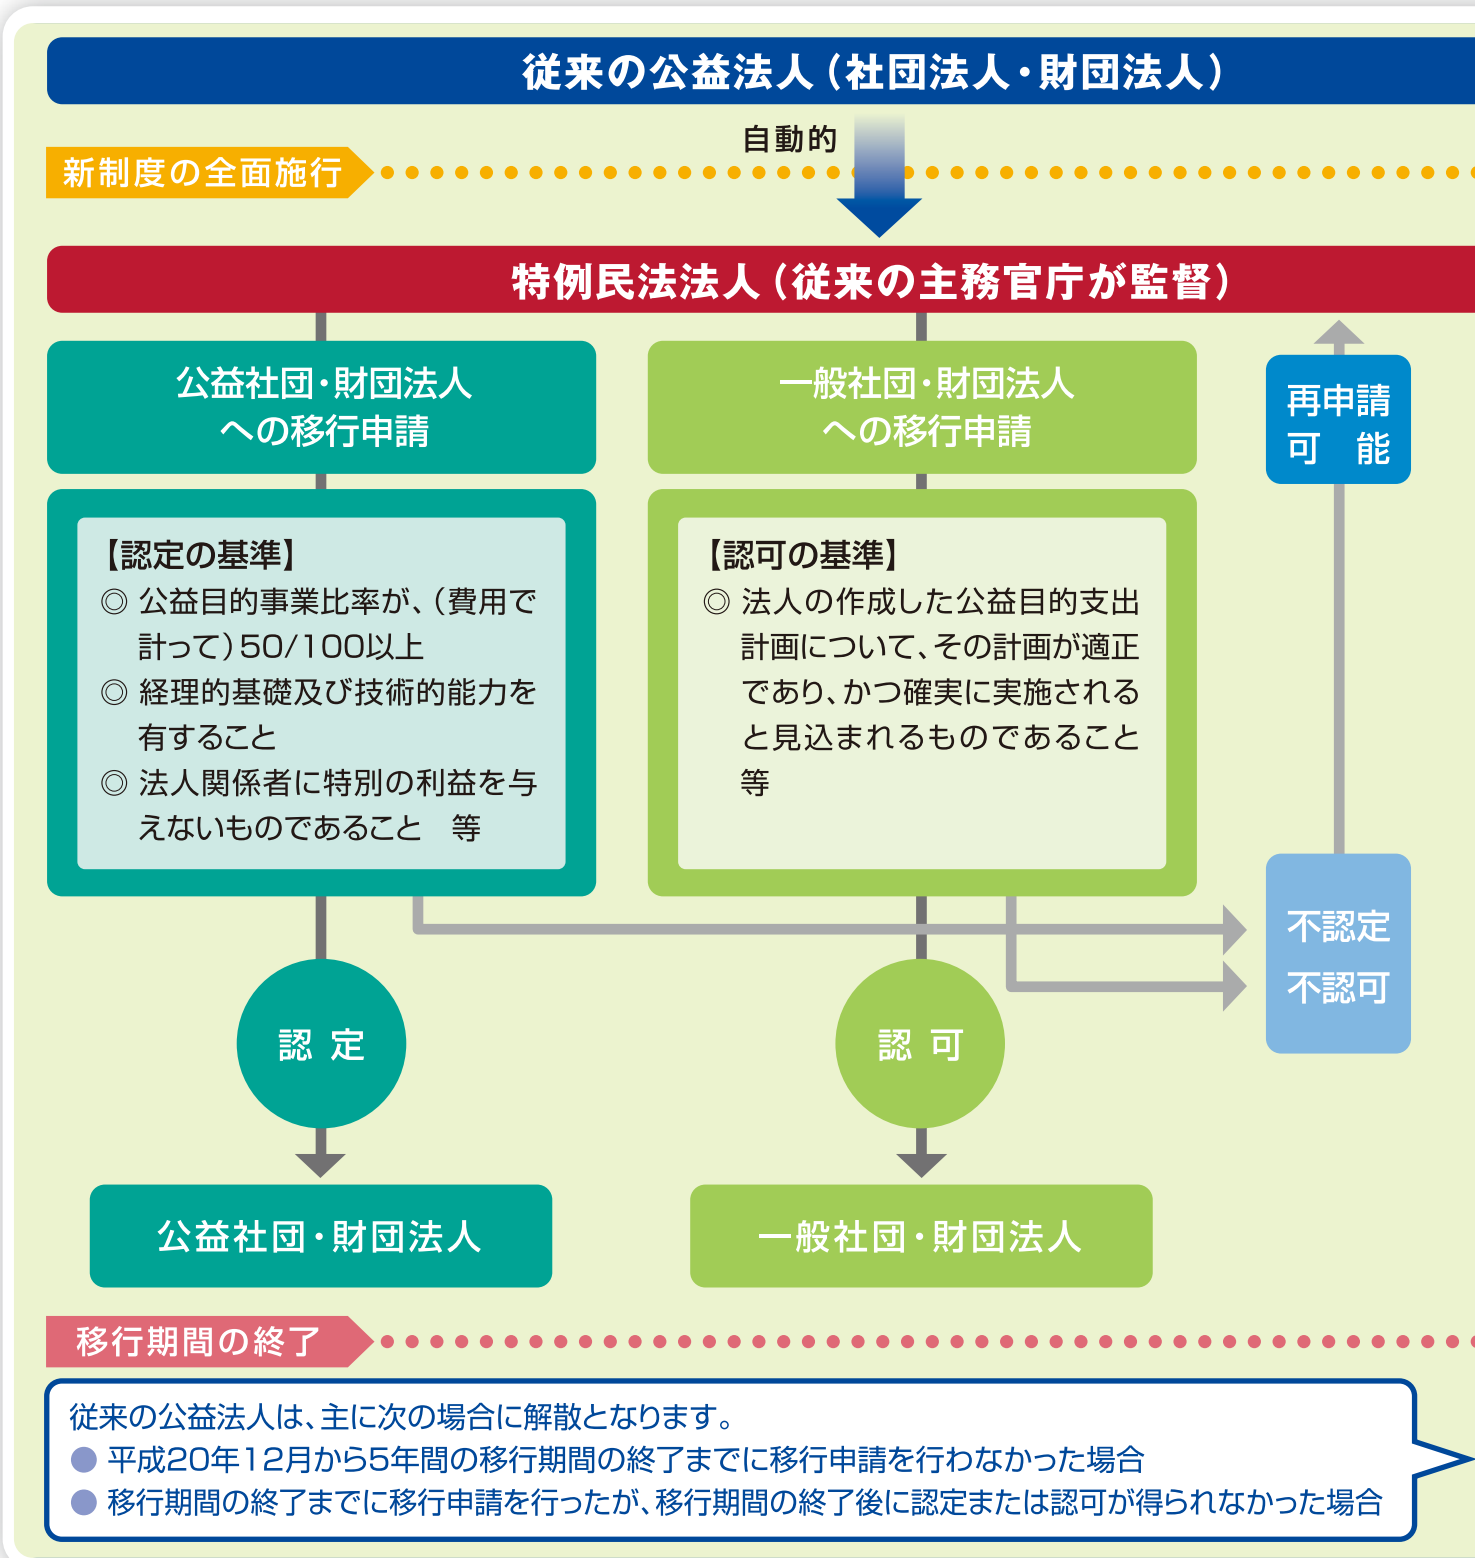 従来の公益法人（社団法人・財団法人）
自動的
新制度の全面施行
特例民法法人（従来の主務官庁が監督）
公益社団・財団法人
への移行申請
一般社団・財団法人
への移行申請
再申請
可　能
【認定の基準】
◎ 公益目的事業比率が、（費用で
計って）50/100以上
◎ 経理的基礎及び技術的能力を
有すること
◎ 法人関係者に特別の利益を与
えないものであること　等
【認可の基準】
◎ 法人の作成した公益目的支出
計画について、その計画が適正
であり、かつ確実に実施される
と見込まれるものであること
等
不認定
不認可
認 定
認 可
公益社団・財団法人
一般社団・財団法人
移行期間の終了
従来の公益法人は、主に次の場合に解散となります。
● 平成20年12月から5年間の移行期間の終了までに移行申請を行わなかった場合
● 移行期間の終了までに移行申請を行ったが、移行期間の終了後に認定または認可が得られなかった場合